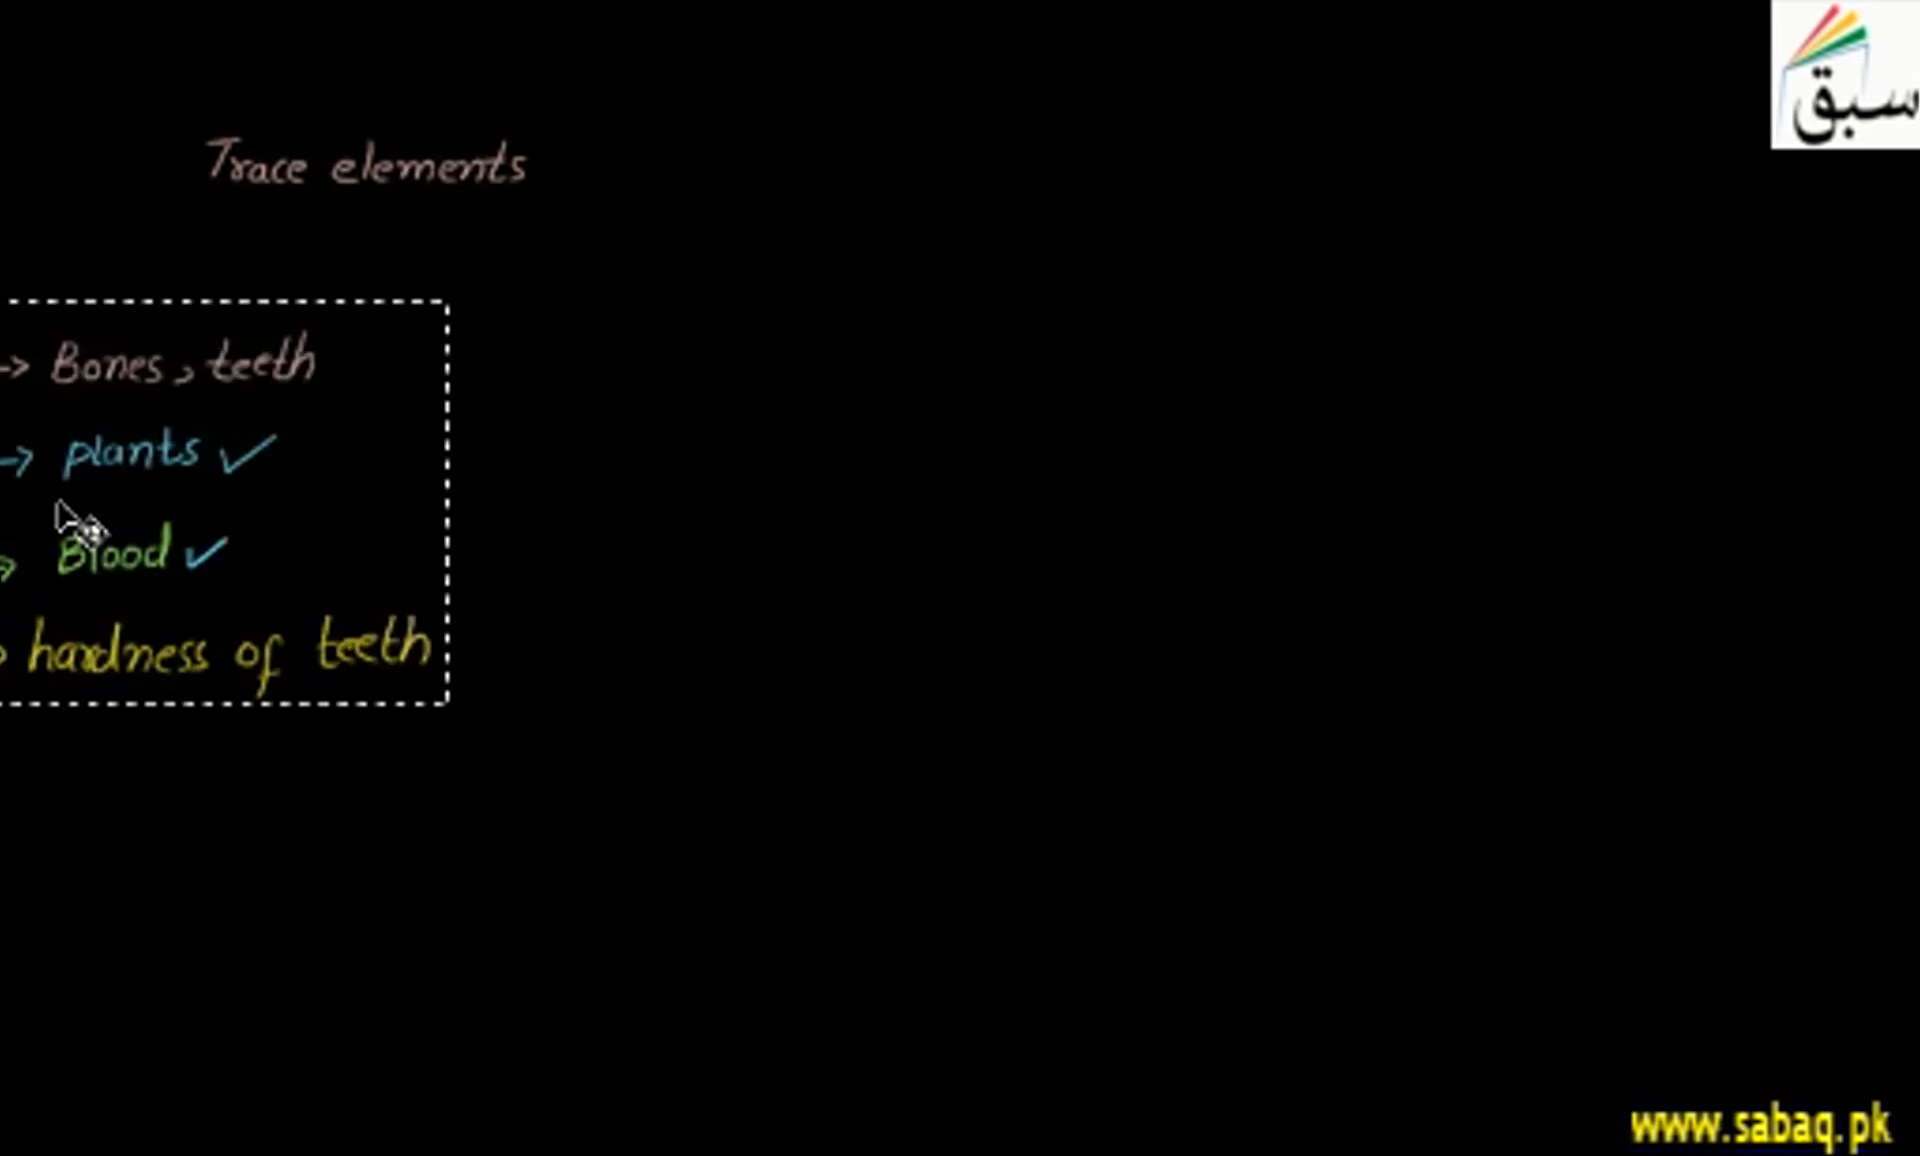 سبق
Trace elements
-> Bones, teeth
-> plants ✓
-> Blood ✓
hardness of teeth
www.sabaq.pk